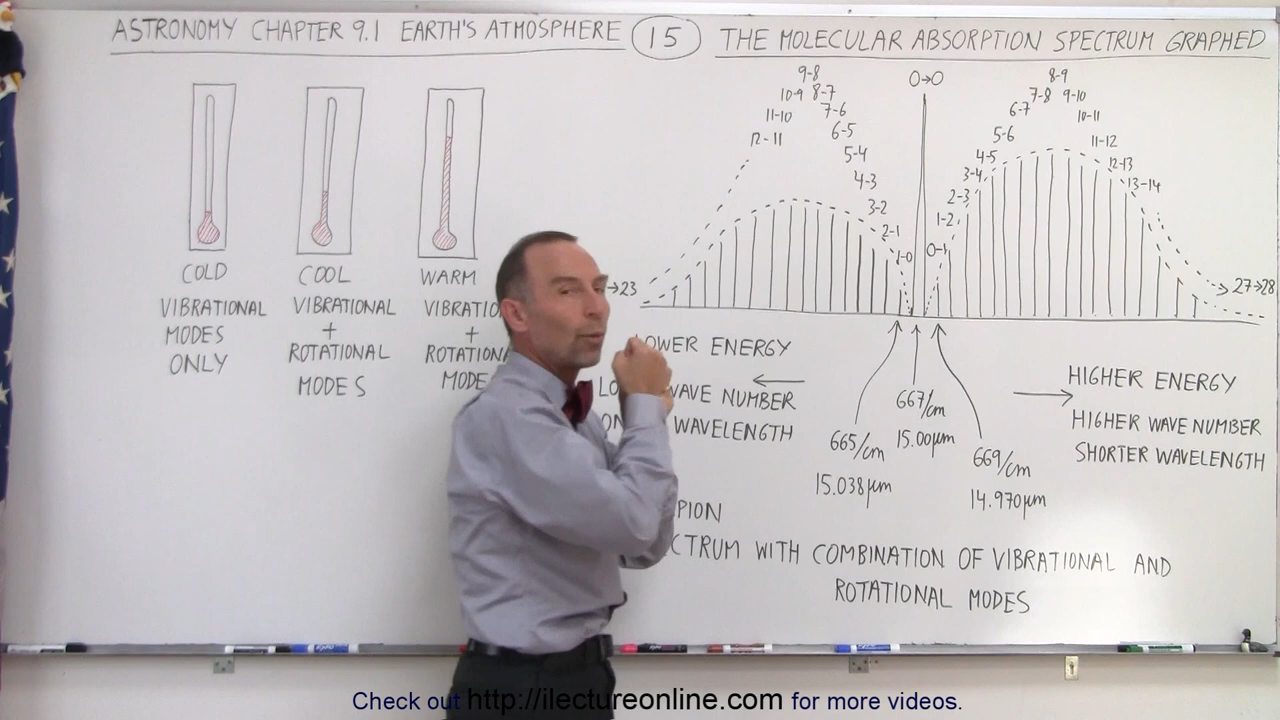 ASTRONOMY CHAPTER 9.1 EARTH'S ATMOSPHERE 15 THE MOLECULAR ABSORPTION SPECTRUM GRAPHED
COLD
VIBRATIONAL
MODES
ONLY
COOL
VIBRATIONAL
+
ROTATIONAL
MODES
WARM
+
12-11
11-10
10-9
9-8
8-7
7-6
6-5
5-4
4-3
3-2
2-1
1-0
0→0
0-1
1-2
2-3
3-4
4-5
5-6
6-7
7-8
8-9
9-10
10-11
11-12
12-13
13-14
→23
27→28
LOWER ENERGY
WAVE NUMBER
WAVELENGTH
665/cm
15.038μm
667/cm
15.00μm
669/cm
14.970μm
HIGHER ENERGY
HIGHER WAVE NUMBER
SHORTER WAVELENGTH
WITH COMBINATION OF VIBRATIONAL AND
ROTATIONAL MODES
Check out http://ilectureonline.com for more videos.